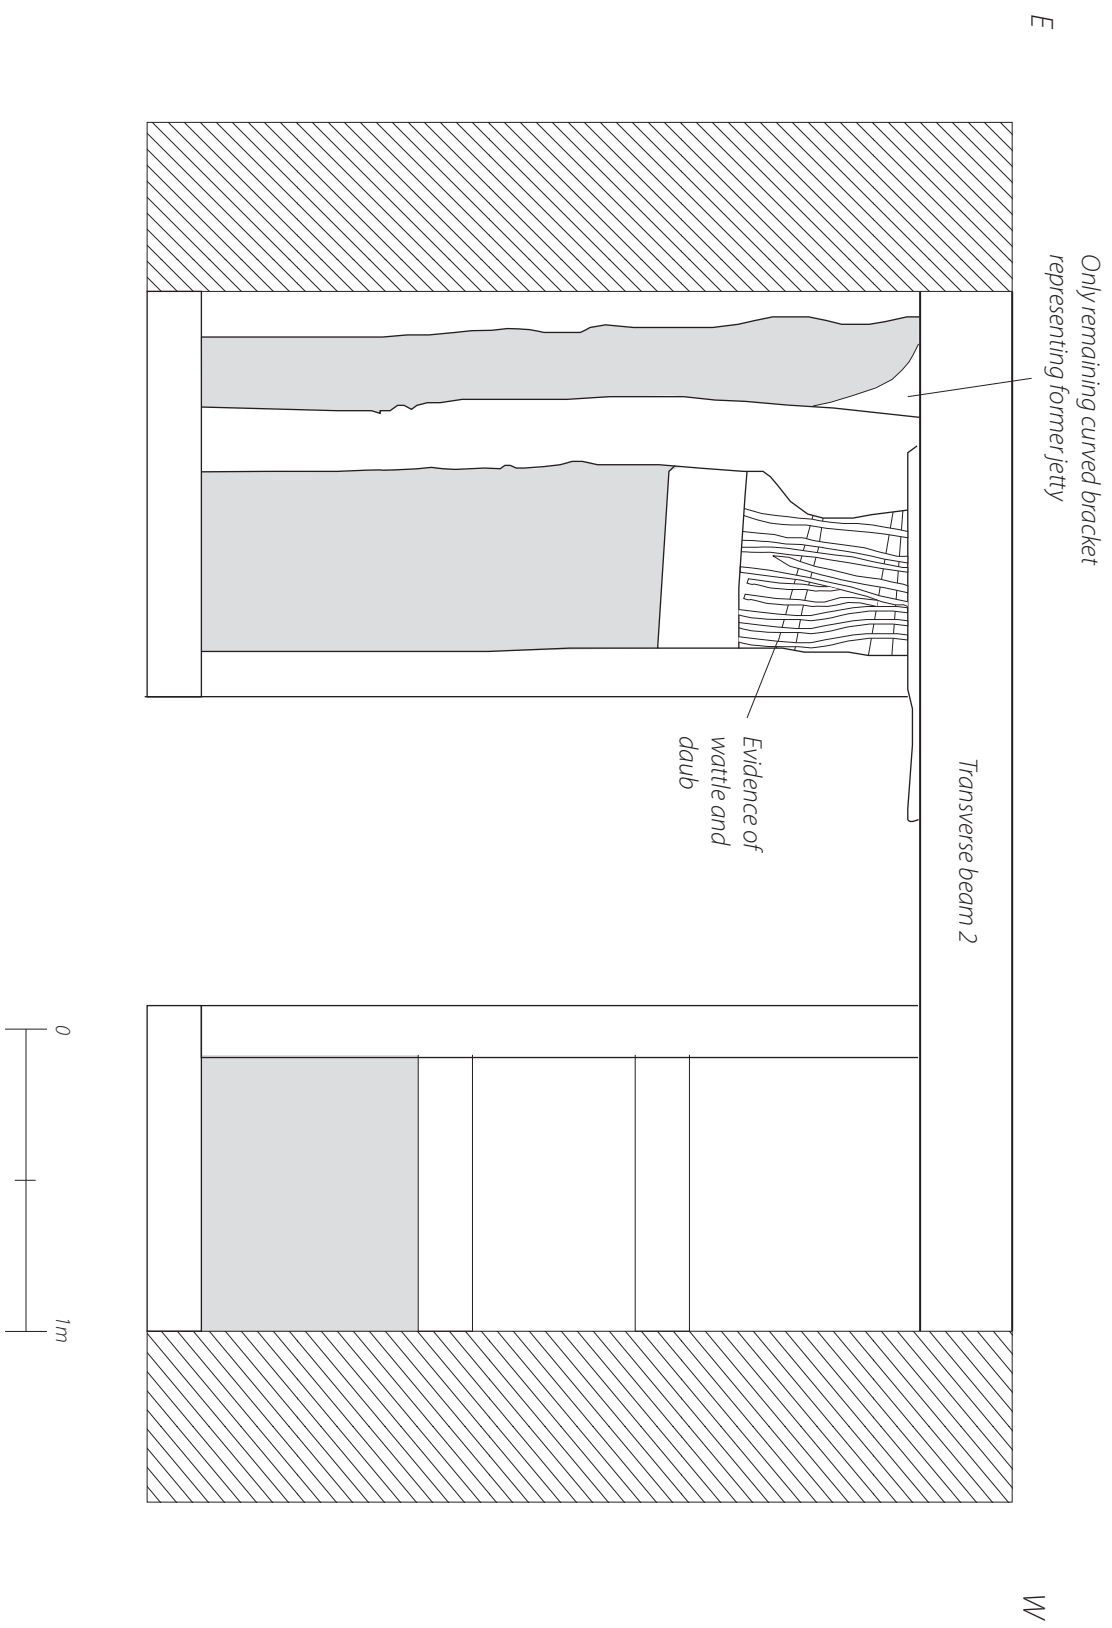 E
W
Only remaining curved bracket
representing former jetty
Transverse beam 2
Evidence of
wattle and
daub
0
1m